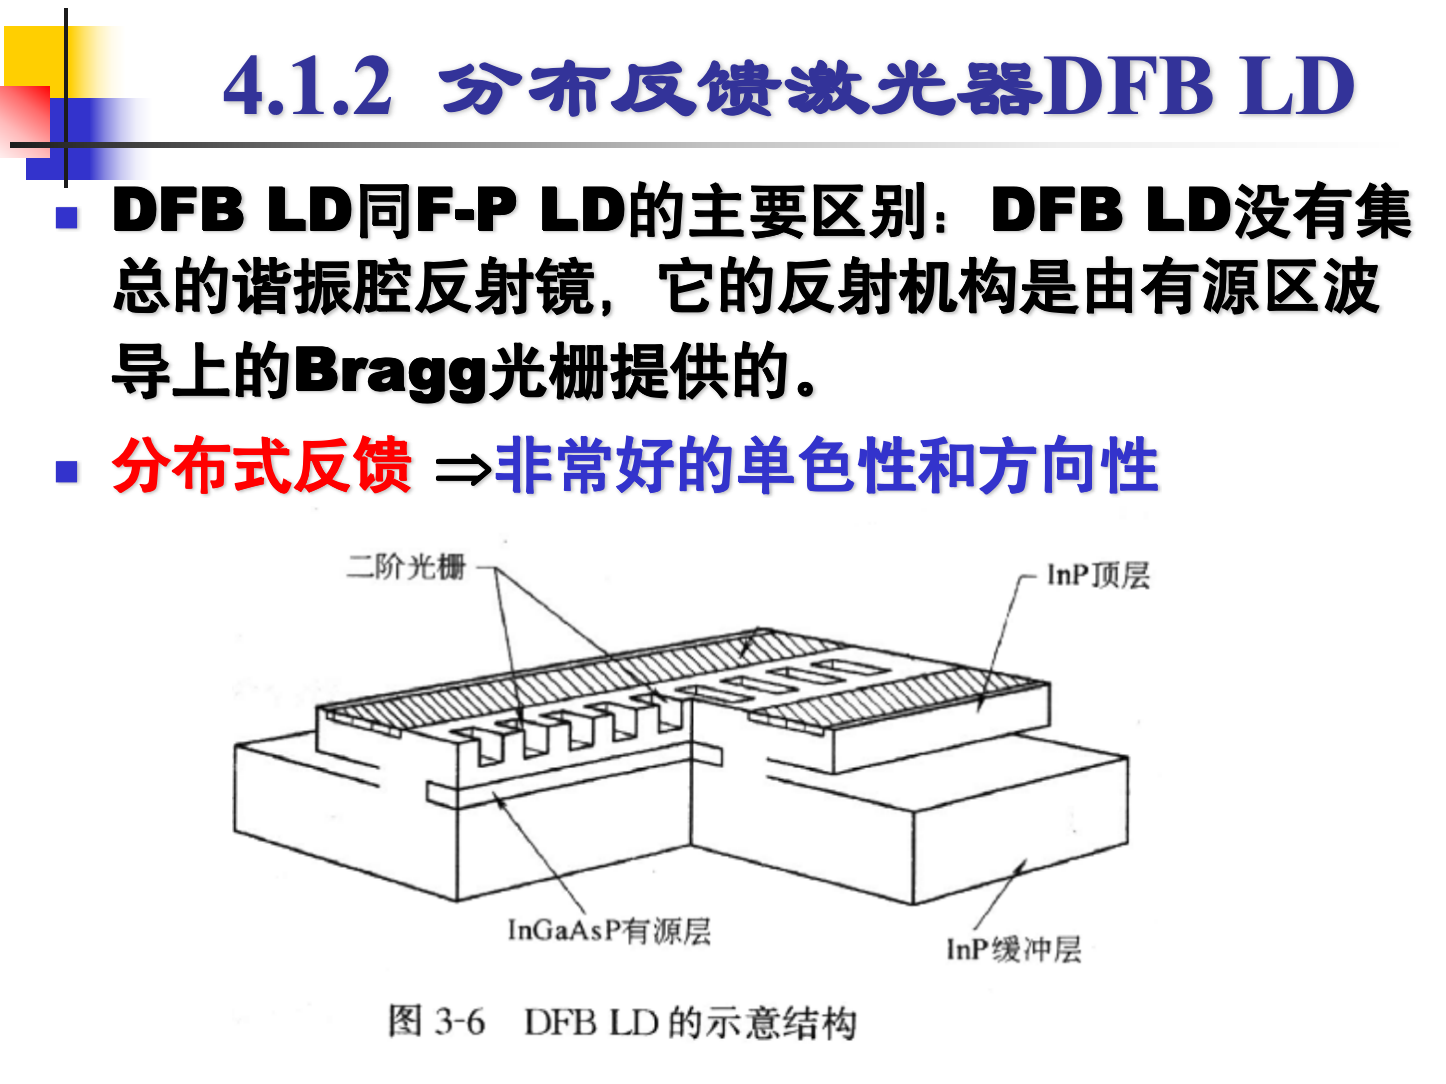 4.1.2 分布反馈激光器DFB LD
DFB LD同F-P LD的主要区别：DFB LD没有集
总的谐振腔反射镜，它的反射机构是由有源区波
导上的Bragg光栅提供的。
分布式反馈 ⇒非常好的单色性和方向性
二阶光栅
InP顶层
InGaAsP有源层
InP缓冲层
图 3-6 DFB LD 的示意结构